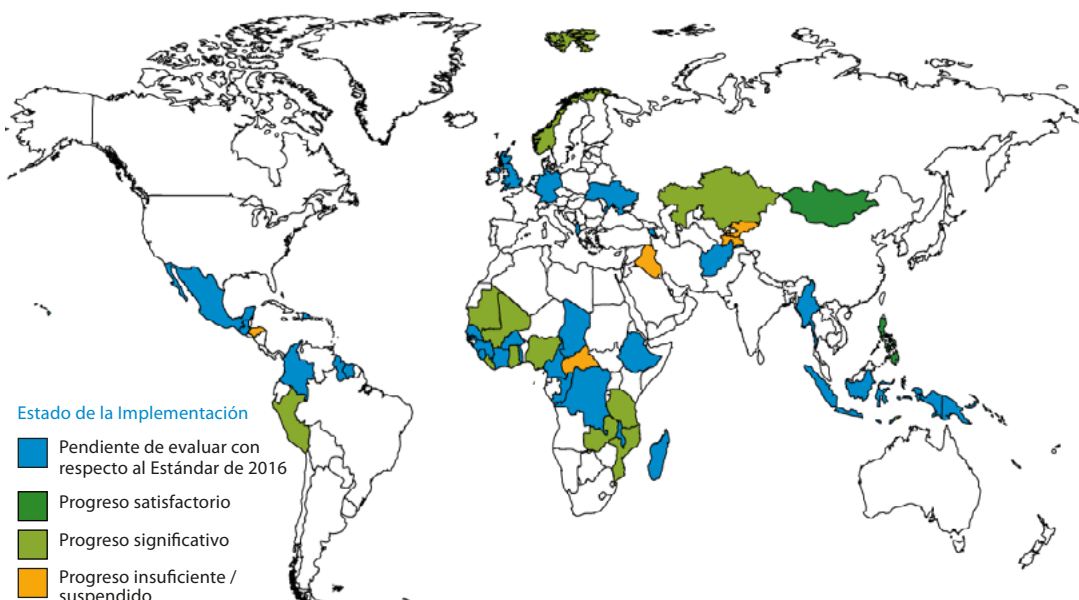 Estado de la Implementación
Pendiente de evaluar con
respecto al Estándar de 2016
Progreso satisfactorio
Progreso significativo
Progreso insuficiente /
suspendido